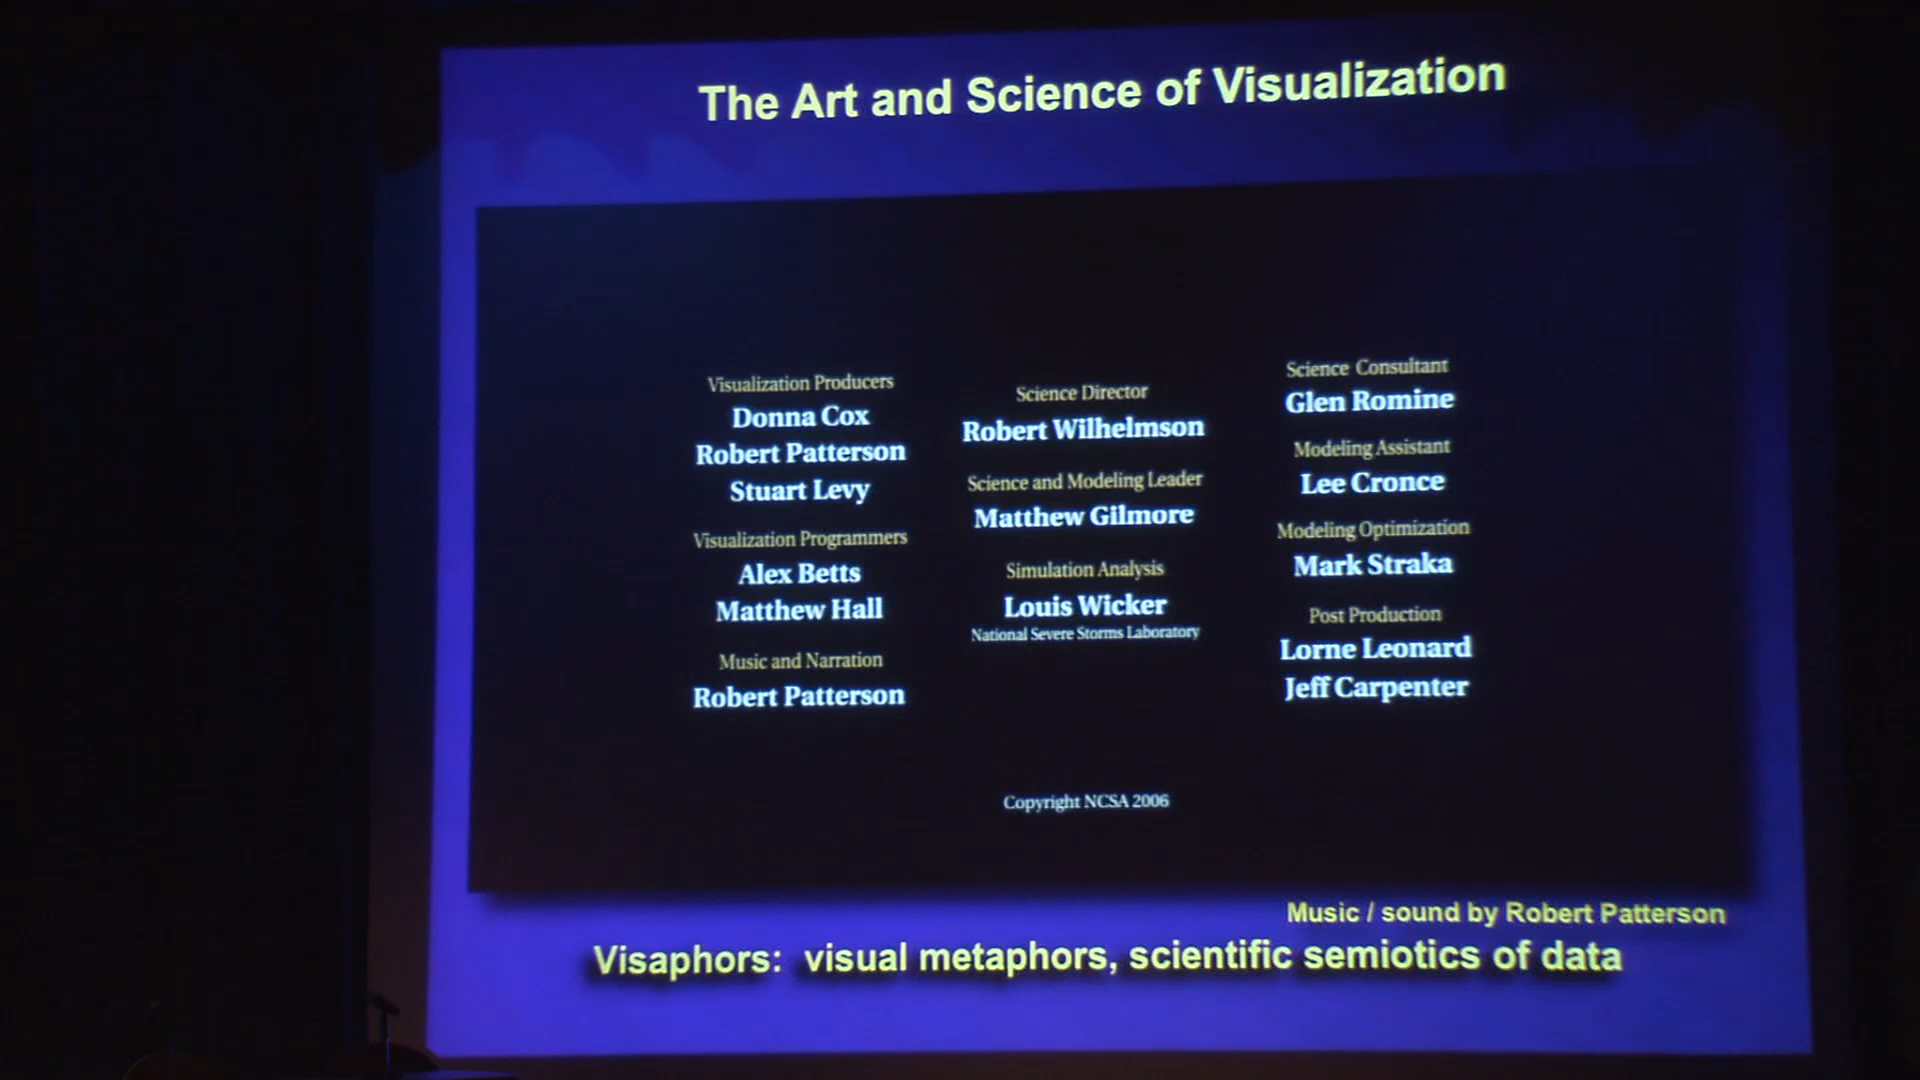 The Art and Science of Visualization
Visualization Producers
Donna Cox
Robert Patterson
Stuart Levy
Visualization Programmers
Alex Betts
Matthew Hall
Music and Narration
Robert Patterson
Science Director
Robert Wilhelmson
Science and Modeling Leader
Matthew Gilmore
Simulation Analysis
Louis Wicker
National Severe Storms Laboratory
Science Consultant
Glen Romine
Modeling Assistant
Lee Cronce
Modeling Optimization
Mark Straka
Post Production
Lorne Leonard
Jeff Carpenter
Copyright NCSA 2006
Music / sound by Robert Patterson
Visaphors: visual metaphors, scientific semiotics of data